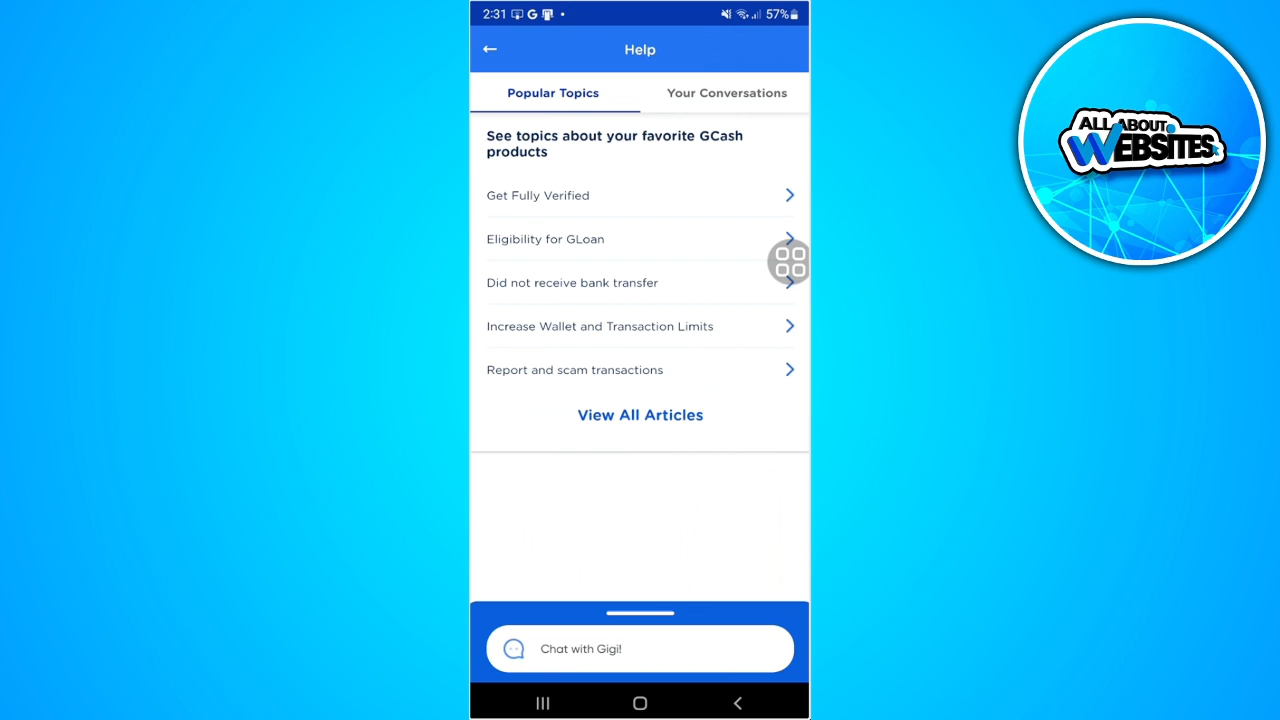 2:31
57%
Help
Popular Topics
Your Conversations
See topics about your favorite GCash
products
Get Fully Verified
Eligibility for GLoan
Did not receive bank transfer
Increase Wallet and Transaction Limits
Report and scam transactions
View All Articles
Chat with Gigi!
ALL ABOUT
WEBSITES